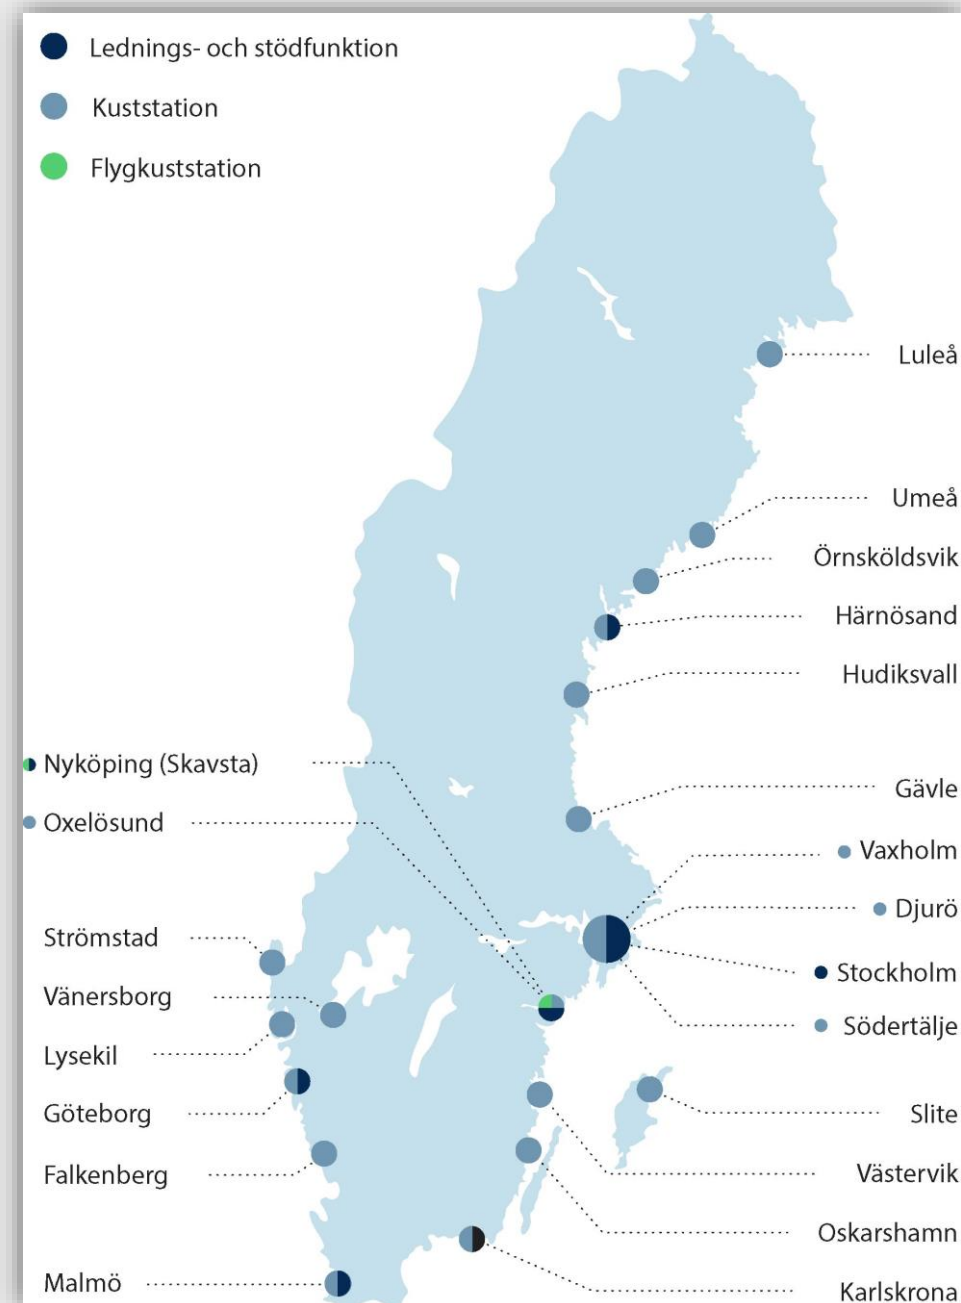 Lednings- och stödfunktion
Kuststation
Flygkuststation
Luleå
Umeå
Örnsköldsvik
Härnösand
Hudiksvall
Nyköping (Skavsta)
Gävle
Oxelösund
Vaxholm
Djurö
Strömstad
Stockholm
Vänersborg
Södertälje
Lysekil
Göteborg
Slite
Falkenberg
Västervik
Oskarshamn
Malmö
Karlskrona